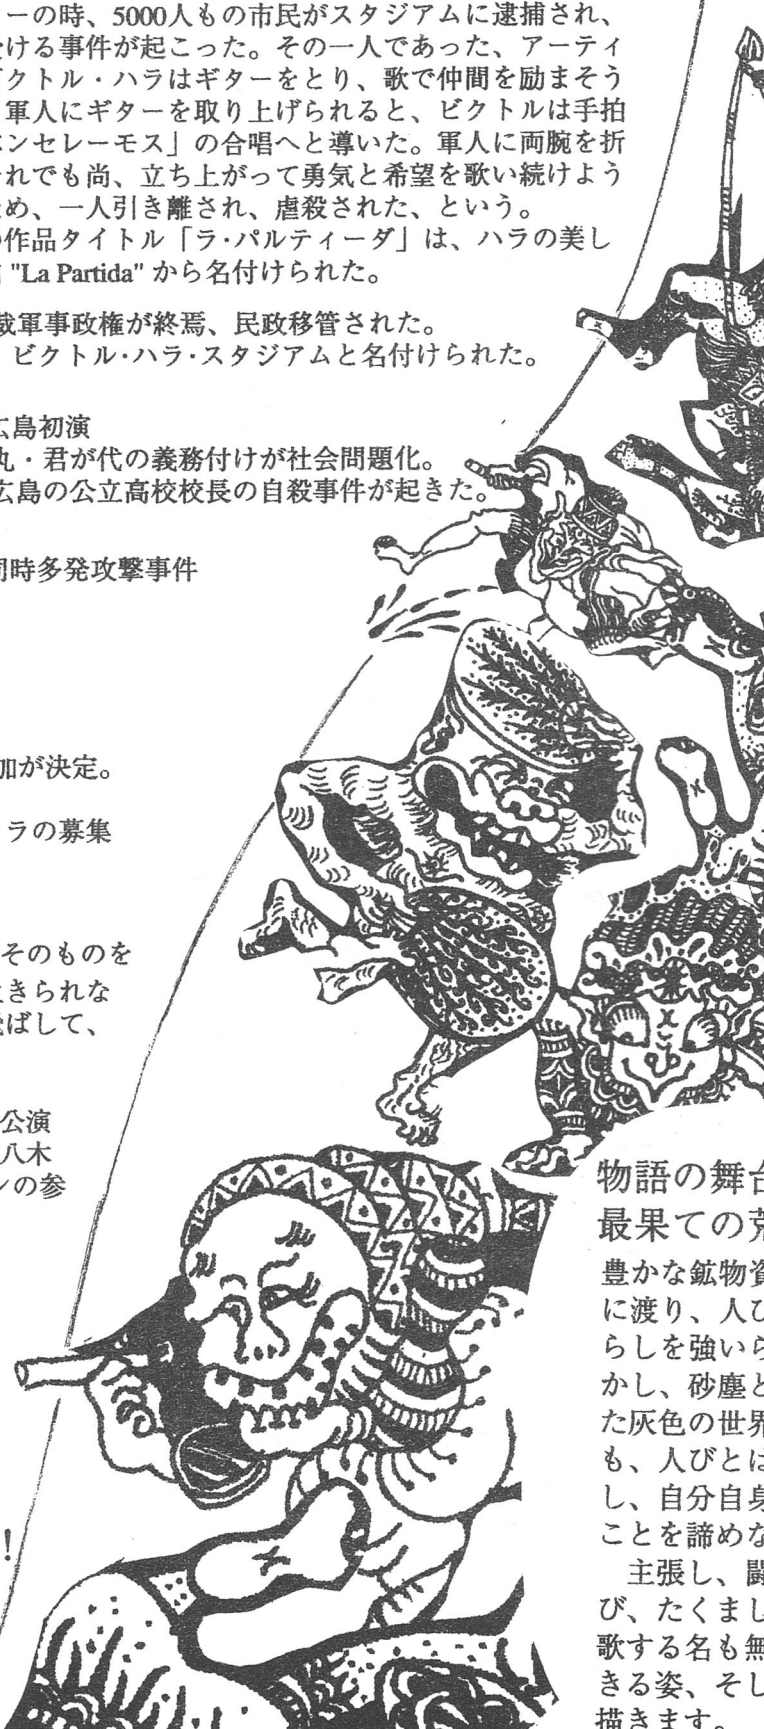 ーの時、5000人もの市民がスタジアムに逮捕され、
ける事件が起こった。その一人であった、アーティ
クトル・ハラはギターをとり、歌で仲間を励まそう
軍人にギターを取り上げられると、ビクトルは手拍
ンセレーモス」の合唱へと導いた。軍人に両腕を折
れでも尚、立ち上がって勇気と希望を歌い続けよう
め、一人引き離され、虐殺された、という。
作品タイトル「ラ・パルティーダ」は、ハラの美し
"La Partida" から名付けられた。
裁軍事政権が終焉、民政移管された。
ビクトル・ハラ・スタジアムと名付けられた。
広島初演
丸・君が代の義務付けが社会問題化。
広島の公立高校校長の自殺事件が起きた。
同時多発攻撃事件
加が決定。
ラの募集
そのものを
きられな
ばして、
公演
八木
ンの参
!
物語の舞台
最果ての荒
豊かな鉱物資
に渡り、人び
らしを強いら
かし、砂塵と
た灰色の世界
も、人びとは
し、自分自身
ことを諦めな
主張し、闘
び、たくまし
歌する名も無
きる姿、そし
描きます。